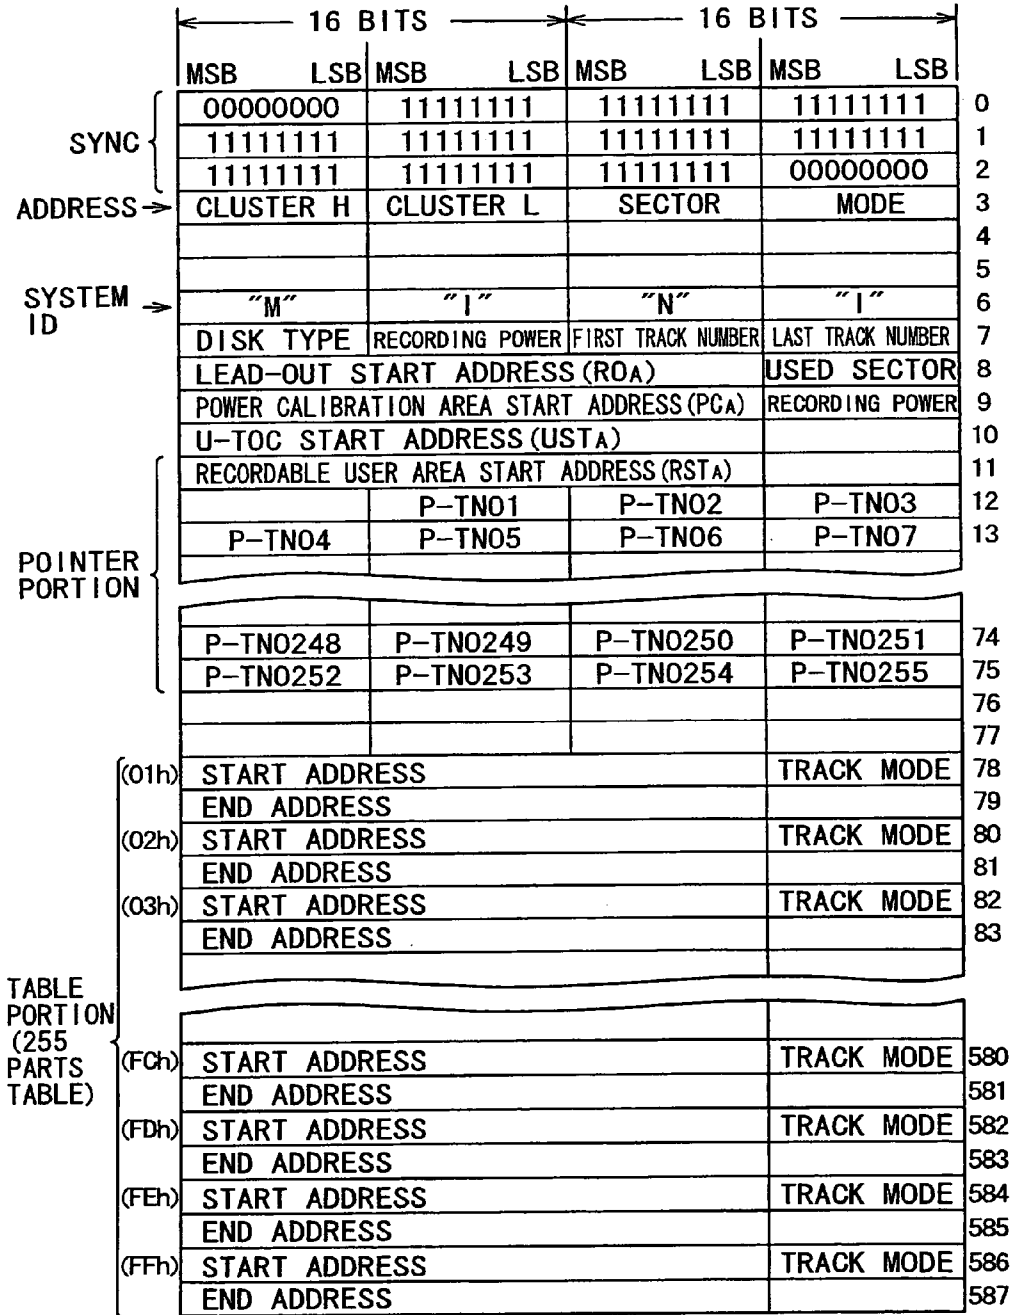 16 BITS 16 BITS
MSB LSB MSB LSB MSB LSB MSB LSB
SYNC
00000000 11111111 11111111 11111111 0
11111111 11111111 11111111 11111111 1
11111111 11111111 11111111 00000000 2
ADDRESS CLUSTER H CLUSTER L SECTOR MODE 3
4
5
SYSTEM ID
"M" "I" "N" "I" 6
DISK TYPE RECORDING POWER FIRST TRACK NUMBER LAST TRACK NUMBER 7
LEAD-OUT START ADDRESS (ROA) USED SECTOR 8
POWER CALIBRATION AREA START ADDRESS (PCA) RECORDING POWER 9
U-TOC START ADDRESS (USTA) 10
RECORDABLE USER AREA START ADDRESS (RSTA) 11
P-TNO1 P-TNO2 P-TNO3 12
P-TNO4 P-TNO5 P-TNO6 P-TNO7 13
POINTER
PORTION
P-TNO248 P-TNO249 P-TNO250 P-TNO251 74
P-TNO252 P-TNO253 P-TNO254 P-TNO255 75
76
77
(01h) START ADDRESS TRACK MODE 78
END ADDRESS 79
(02h) START ADDRESS TRACK MODE 80
END ADDRESS 81
(03h) START ADDRESS TRACK MODE 82
END ADDRESS 83
TABLE
PORTION
(255
PARTS
TABLE)
(FCh) START ADDRESS TRACK MODE 580
END ADDRESS 581
(FDh) START ADDRESS TRACK MODE 582
END ADDRESS 583
(FEh) START ADDRESS TRACK MODE 584
END ADDRESS 585
(FFh) START ADDRESS TRACK MODE 586
END ADDRESS 587